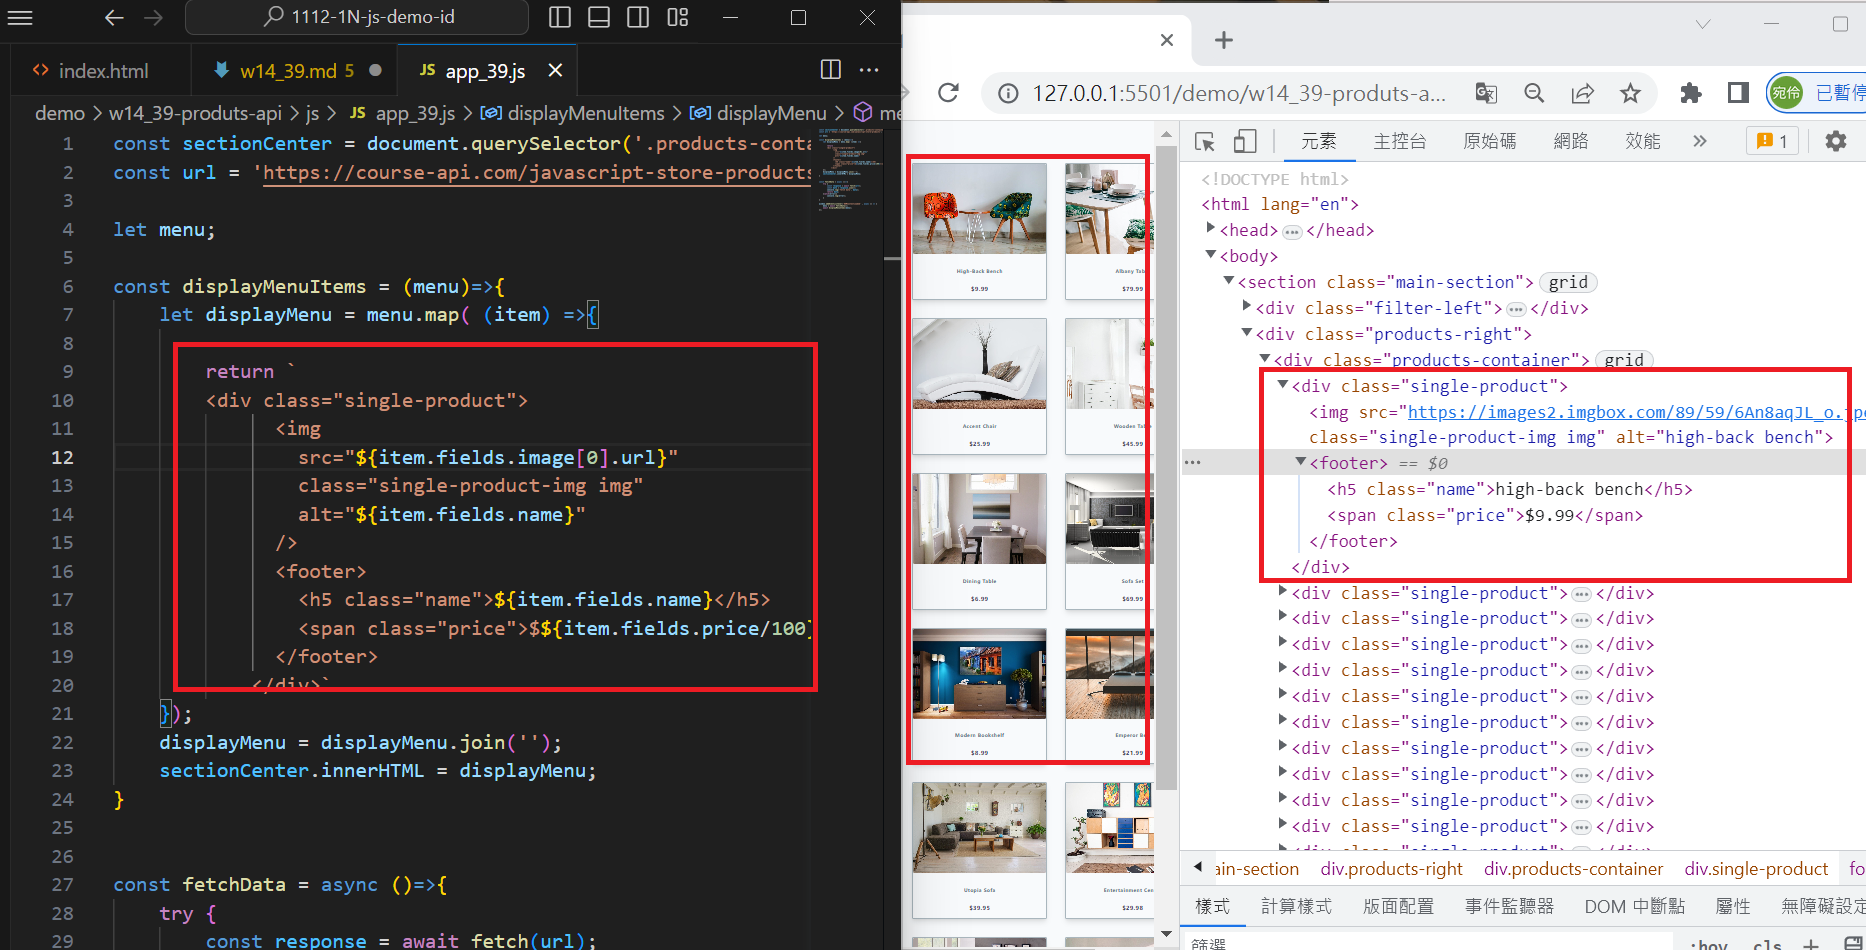 1112-1N-js-demo-id
index.html
w14_39.md 5
JS app_39.js
demo > w14_39-produts-api > js > JS app_39.js > displayMenuItems > displayMenu >
1 const sectionCenter = document.querySelector('.products-conta
2 const url = 'https://course-api.com/javascript-store-products
3
4 let menu;
5
6 const displayMenuItems = (menu)=>{
7 let displayMenu = menu.map( (item) =>{
8
9 return `
10 <div class="single-product">
11 <img
12 src="${item.fields.image[0].url}"
13 class="single-product-img img"
14 alt="${item.fields.name}"
15 />
16 <footer>
17 <h5 class="name">${item.fields.name}</h5>
18 <span class="price">$${item.fields.price/100}
19 </footer>
20 </div>`
21 });
22 displayMenu = displayMenu.join('');
23 sectionCenter.innerHTML = displayMenu;
24 }
25
26
27 const fetchData = async ()=>{
28 try {
29 const response = await fetch(url);
127.0.0.1:5501/demo/w14_39-produts-a...
宛伶
已暫停
High-Back Bench
$9.99
Albany Tab
$79.99
Accent Chair
$25.99
Wooden Ta
$45.99
Dining Table
$6.99
Sofa Set
$69.99
Modern Bookshelf
$8.99
Emperor B
$21.99
Utopia Sofa
$39.95
Entertainment Cen
$29.98
元素 主控台 原始碼 網路 效能 » 1
<!DOCTYPE html>
<html lang="en">
<head> ••• </head>
<body>
<section class="main-section"> grid
<div class="filter-left"> ••• </div>
<div class="products-right">
<div class="products-container"> grid
<div class="single-product">
<img src="https://images2.imgbox.com/89/59/6An8aqJL_o.jpe
class="single-product-img img" alt="high-back bench">
<footer> == $0
<h5 class="name">high-back bench</h5>
<span class="price">$9.99</span>
</footer>
</div>
<div class="single-product"> ••• </div>
<div class="single-product"> ••• </div>
<div class="single-product"> ••• </div>
<div class="single-product"> ••• </div>
<div class="single-product"> ••• </div>
<div class="single-product"> ••• </div>
<div class="single-product"> ••• </div>
<div class="single-product"> ••• </div>
<div class="single-product"> ••• </div>
<div class="single-product"> ••• </div>
ain-section div.products-right div.products-container div.single-product fo
樣式 計算樣式 版面配置 事件監聽器 DOM 中斷點 屬性 無障礙設定
篩選 :hov .cls +